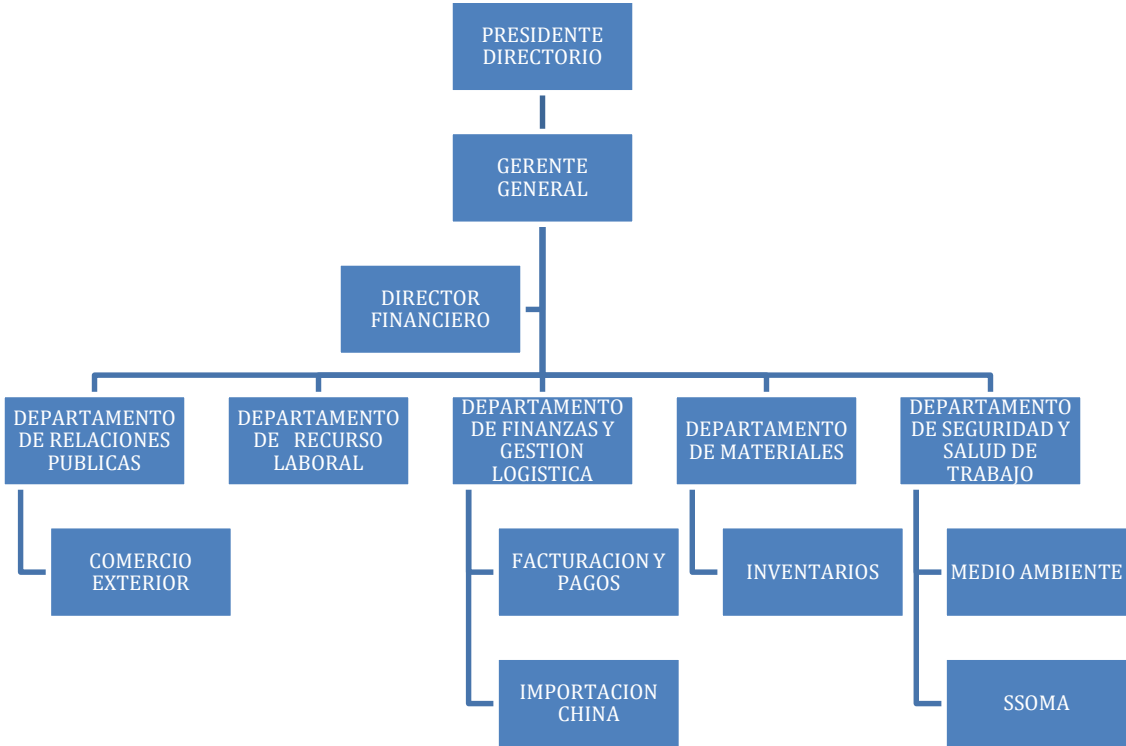 PRESIDENTE
DIRECTORIO
GERENTE
GENERAL
DIRECTOR
FINANCIERO
DEPARTAMENTO
DE RELACIONES
PUBLICAS
DEPARTAMENTO
DE RECURSO
LABORAL
DEPARTAMENTO
DE FINANZAS Y
GESTION
LOGISTICA
DEPARTAMENTO
DE MATERIALES
DEPARTAMENTO
DE SEGURIDAD Y
SALUD DE
TRABAJO
COMERCIO
EXTERIOR
FACTURACION Y
PAGOS
INVENTARIOS
MEDIO AMBIENTE
IMPORTACION
CHINA
SSOMA